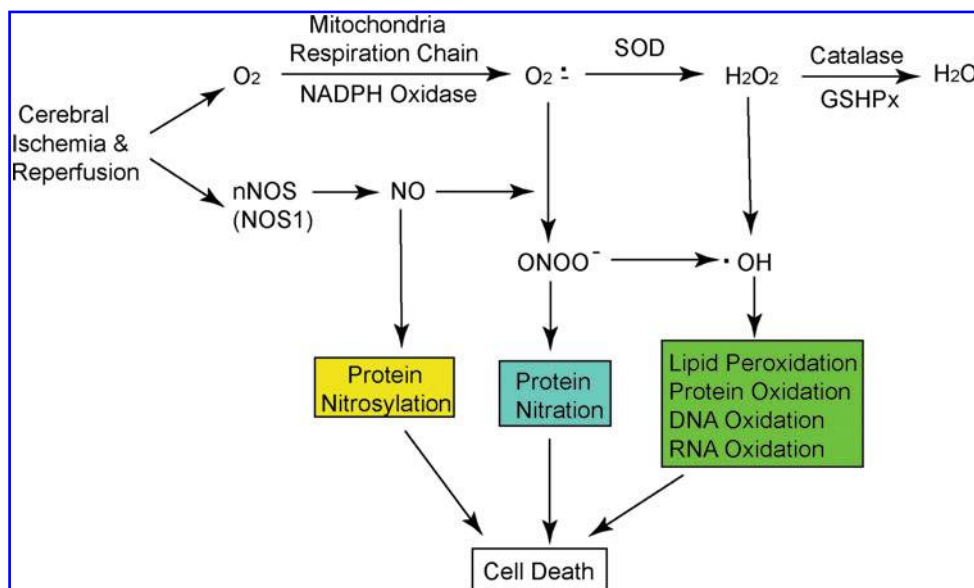 Mitochondria
Respiration Chain
NADPH Oxidase
SOD
Catalase
GSHPx
O₂
O₂·-
H₂O₂
H₂O
Cerebral
Ischemia &
Reperfusion
nNOS
(NOS1)
NO
ONOO⁻
·OH
Protein
Nitrosylation
Protein
Nitration
Lipid Peroxidation
Protein Oxidation
DNA Oxidation
RNA Oxidation
Cell Death